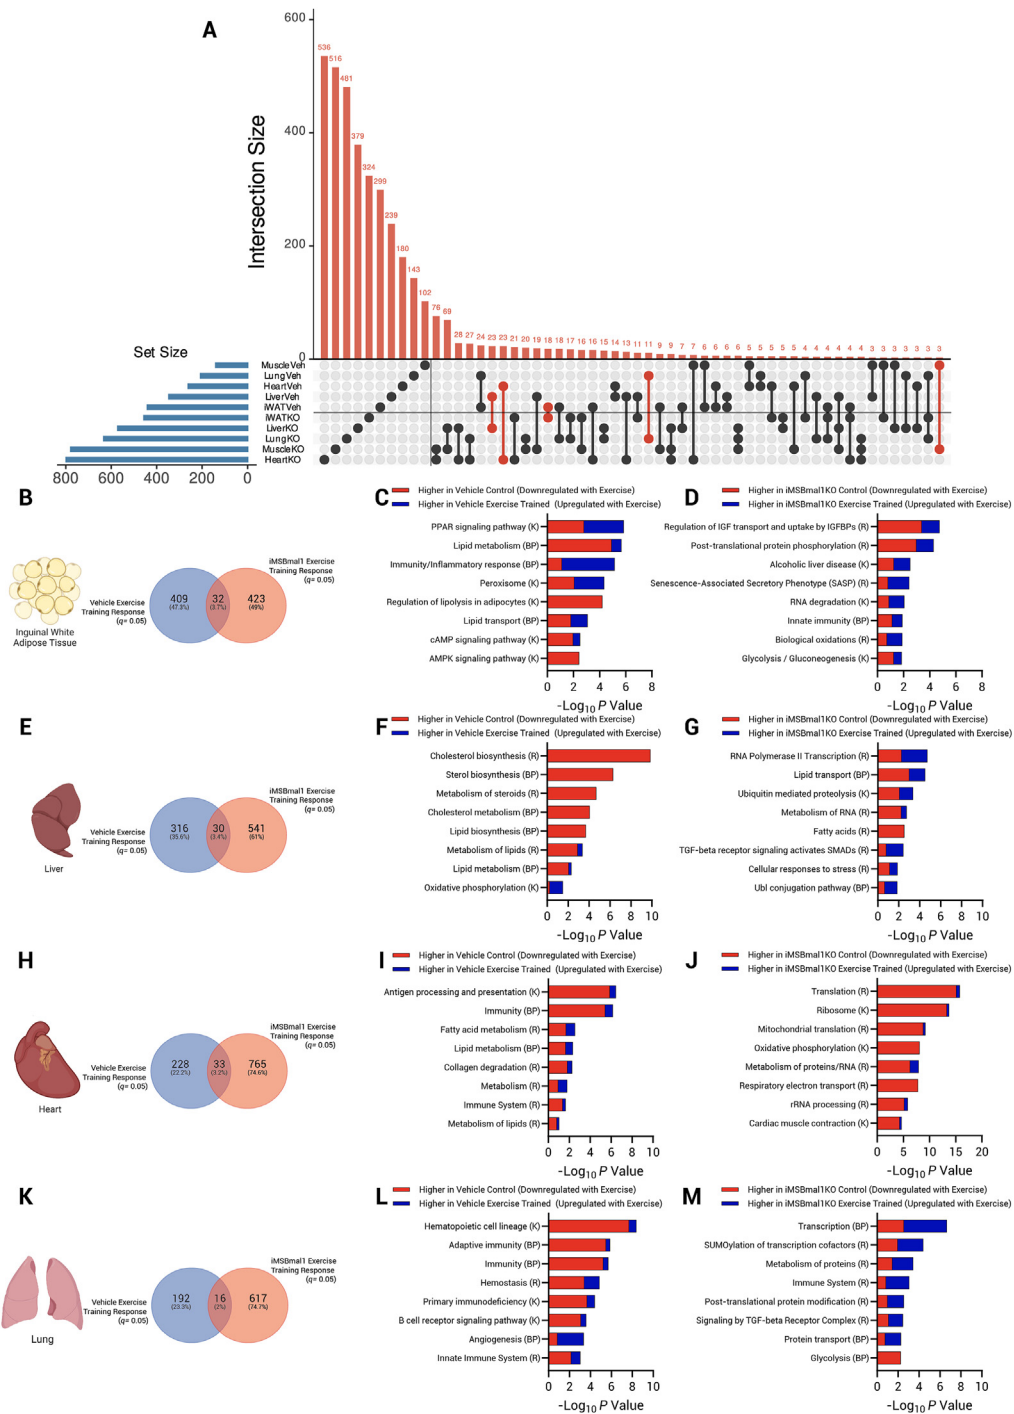 A
Intersection Size
600
400
200
0
536
516
481
379
324
299
239
180
143
102
76
69
28 27 24 23 23 21 20 19 18 18 17 16 16 15 14 13 11 11 9 9 7 7 6 6 6 6 5 5 5 5 4 4 4 4 4 4 3 3 3 3 3 3 3
Set Size
MuscleVeh
LungVeh
HeartVeh
LiverVeh
iWATVeh
iWATKO
LiverKO
LungKO
MuscleKO
HeartKO
800 600 400 200 0
B
Inguinal White
Adipose Tissue
Vehicle Exercise
Training Response
(q= 0.05)
409
(47.3%)
32
(3.7%)
423
(49%)
iMSBmal1 Exercise
Training Response
(q= 0.05)
C
Higher in Vehicle Control (Downregulated with Exercise)
Higher in Vehicle Exercise Trained (Upregulated with Exercise)
PPAR signaling pathway (K)
Lipid metabolism (BP)
Immunity/Inflammatory response (BP)
Peroxisome (K)
Regulation of lipolysis in adipocytes (K)
Lipid transport (BP)
cAMP signaling pathway (K)
AMPK signaling pathway (K)
0 2 4 6 8
-Log10 P Value
D
Higher in iMSBmal1KO Control (Downregulated with Exercise)
Higher in iMSBmal1KO Exercise Trained (Upregulated with Exercise)
Regulation of IGF transport and uptake by IGFBPs (R)
Post-translational protein phosphorylation (R)
Alcoholic liver disease (K)
Senescence-Associated Secretory Phenotype (SASP) (R)
RNA degradation (K)
Innate immunity (BP)
Biological oxidations (R)
Glycolysis / Gluconeogenesis (K)
0 2 4 6 8
-Log10 P Value
E
Liver
Vehicle Exercise
Training Response
(q= 0.05)
316
(35.6%)
30
(3.4%)
541
(61%)
iMSBmal1 Exercise
Training Response
(q= 0.05)
F
Higher in Vehicle Control (Downregulated with Exercise)
Higher in Vehicle Exercise Trained (Upregulated with Exercise)
Cholesterol biosynthesis (R)
Sterol biosynthesis (BP)
Metabolism of steroids (R)
Cholesterol metabolism (BP)
Lipid biosynthesis (BP)
Metabolism of lipids (R)
Lipid metabolism (BP)
Oxidative phosphorylation (K)
0 2 4 6 8 10
-Log10 P Value
G
Higher in iMSBmal1KO Control (Downregulated with Exercise)
Higher in iMSBmal1KO Exercise Trained (Upregulated with Exercise)
RNA Polymerase II Transcription (R)
Lipid transport (BP)
Ubiquitin mediated proteolysis (K)
Metabolism of RNA (R)
Fatty acids (R)
TGF-beta receptor signaling activates SMADs (R)
Cellular responses to stress (R)
Ubl conjugation pathway (BP)
0 2 4 6 8 10
-Log10 P Value
H
Heart
Vehicle Exercise
Training Response
(q= 0.05)
228
(22.2%)
33
(3.2%)
765
(74.6%)
iMSBmal1 Exercise
Training Response
(q= 0.05)
I
Higher in Vehicle Control (Downregulated with Exercise)
Higher in Vehicle Exercise Trained (Upregulated with Exercise)
Antigen processing and presentation (K)
Immunity (BP)
Fatty acid metabolism (R)
Lipid metabolism (BP)
Collagen degradation (R)
Metabolism (R)
Immune System (R)
Metabolism of lipids (R)
0 2 4 6 8 10
-Log10 P Value
J
Higher in iMSBmal1KO Control (Downregulated with Exercise)
Higher in iMSBmal1KO Exercise Trained (Upregulated with Exercise)
Translation (R)
Ribosome (K)
Mitochondrial translation (R)
Oxidative phosphorylation (K)
Metabolism of proteins/RNA (R)
Respiratory electron transport (R)
rRNA processing (R)
Cardiac muscle contraction (K)
0 5 10 15 20
-Log10 P Value
K
Lung
Vehicle Exercise
Training Response
(q= 0.05)
192
(23.3%)
16
(2%)
617
(74.7%)
iMSBmal1 Exercise
Training Response
(q= 0.05)
L
Higher in Vehicle Control (Downregulated with Exercise)
Higher in Vehicle Exercise Trained (Upregulated with Exercise)
Hematopoietic cell lineage (K)
Adaptive immunity (BP)
Immunity (BP)
Hemostasis (R)
Primary immunodeficiency (K)
B cell receptor signaling pathway (K)
Angiogenesis (BP)
Innate Immune System (R)
0 2 4 6 8 10
-Log10 P Value
M
Higher in iMSBmal1KO Control (Downregulated with Exercise)
Higher in iMSBmal1KO Exercise Trained (Upregulated with Exercise)
Transcription (BP)
SUMOylation of transcription cofactors (R)
Metabolism of proteins (R)
Immune System (R)
Post-translational protein modification (R)
Signaling by TGF-beta Receptor Complex (R)
Protein transport (BP)
Glycolysis (BP)
0 2 4 6 8 10
-Log10 P Value